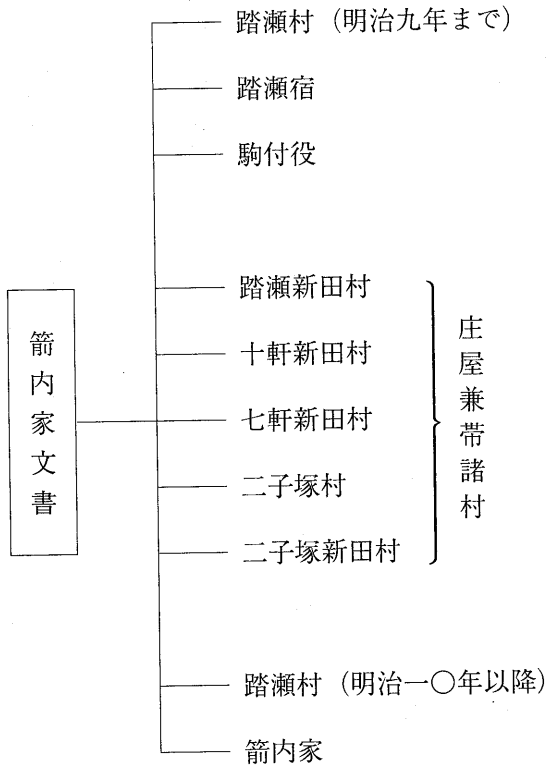 箭内家文書
踏瀬村（明治九年まで）
踏瀬宿
駒付役
踏瀬新田村
十軒新田村
七軒新田村
二子塚村
二子塚新田村
庄屋兼帯諸村
踏瀬村（明治一〇年以降）
箭内家